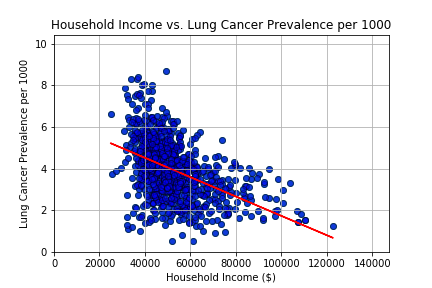 Household Income vs. Lung Cancer Prevalence per 1000
Lung Cancer Prevalence per 1000
10
8
6
4
2
0
0 20000 40000 60000 80000 100000 120000 140000
Household Income ($)